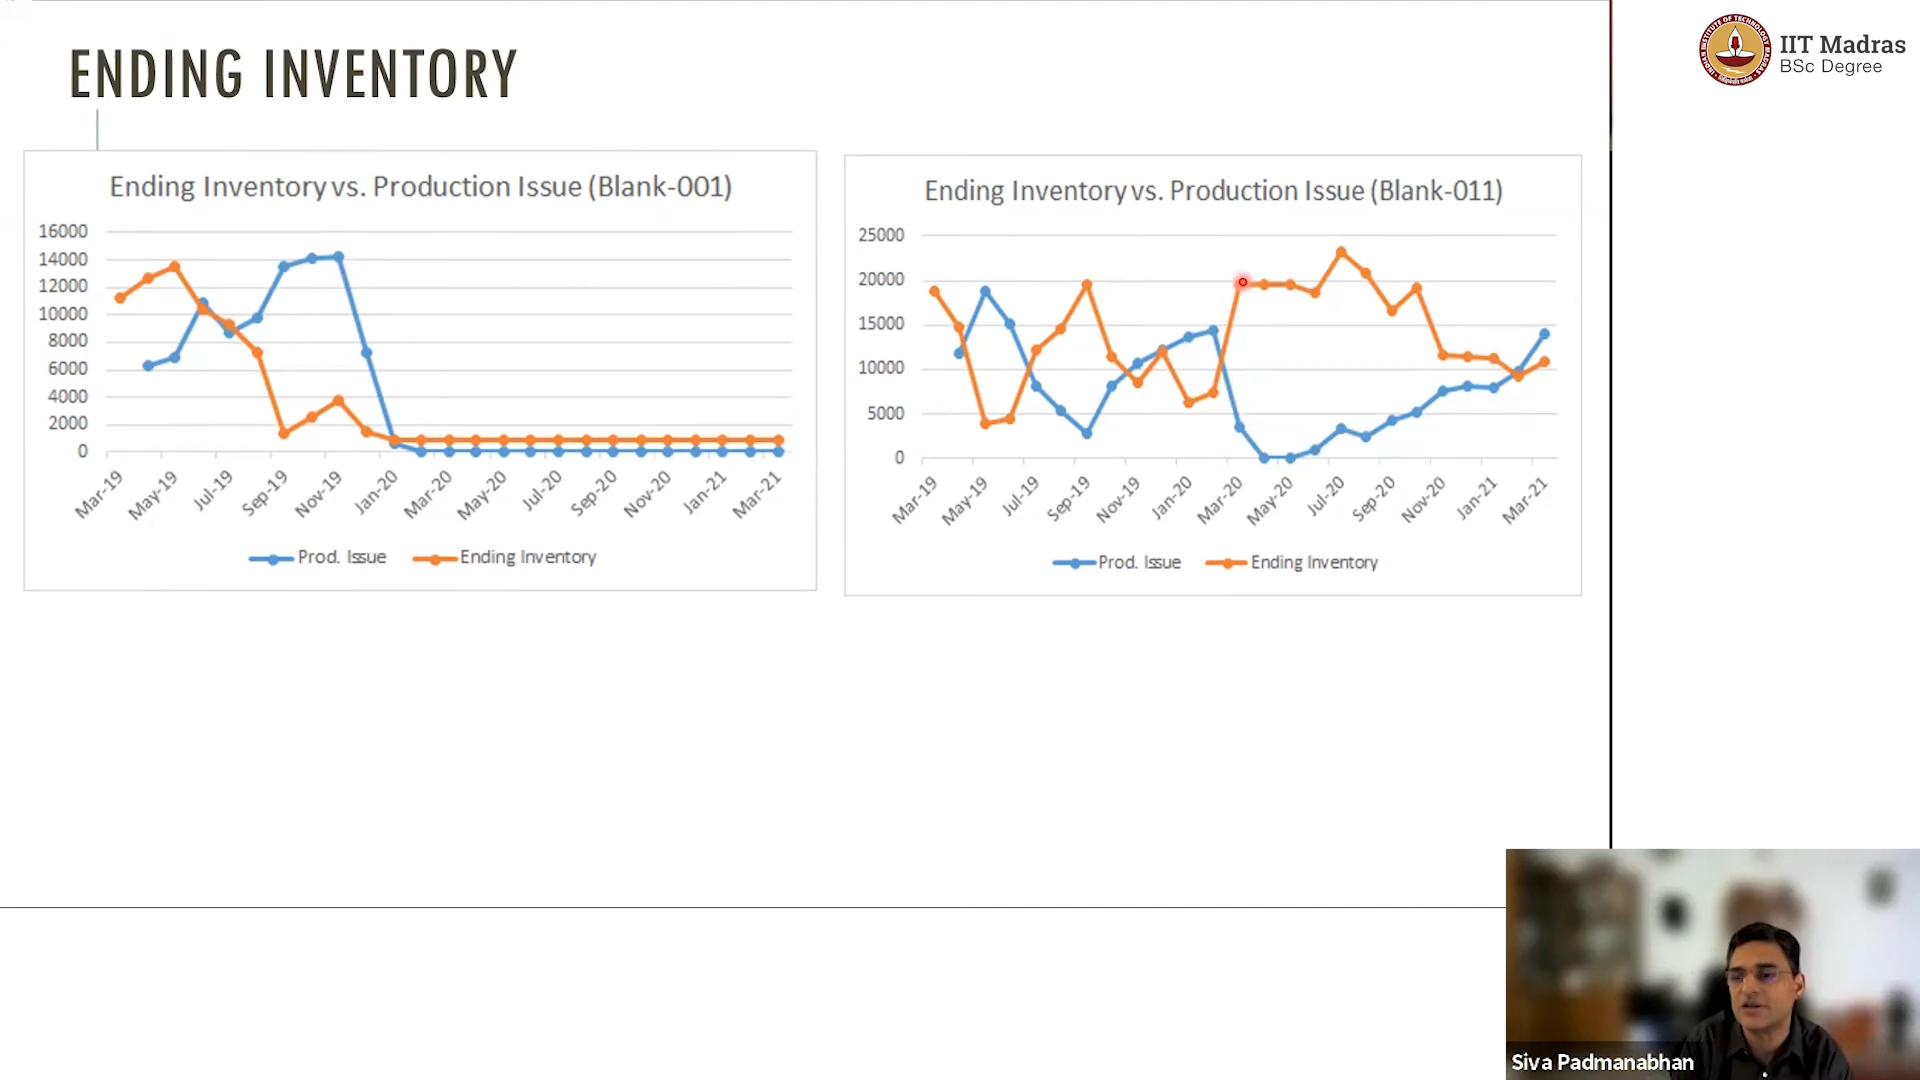 ENDING INVENTORY
IIT Madras
BSc Degree
Ending Inventory vs. Production Issue (Blank-001)
16000
14000
12000
10000
8000
6000
4000
2000
0
Mar-19
May-19
Jul-19
Sep-19
Nov-19
Jan-20
Mar-20
May-20
Jul-20
Sep-20
Nov-20
Jan-21
Mar-21
Prod. Issue
Ending Inventory
Ending Inventory vs. Production Issue (Blank-011)
25000
20000
15000
10000
5000
0
Mar-19
May-19
Jul-19
Sep-19
Nov-19
Jan-20
Mar-20
May-20
Jul-20
Sep-20
Nov-20
Jan-21
Mar-21
Prod. Issue
Ending Inventory
Siva Padmanabhan